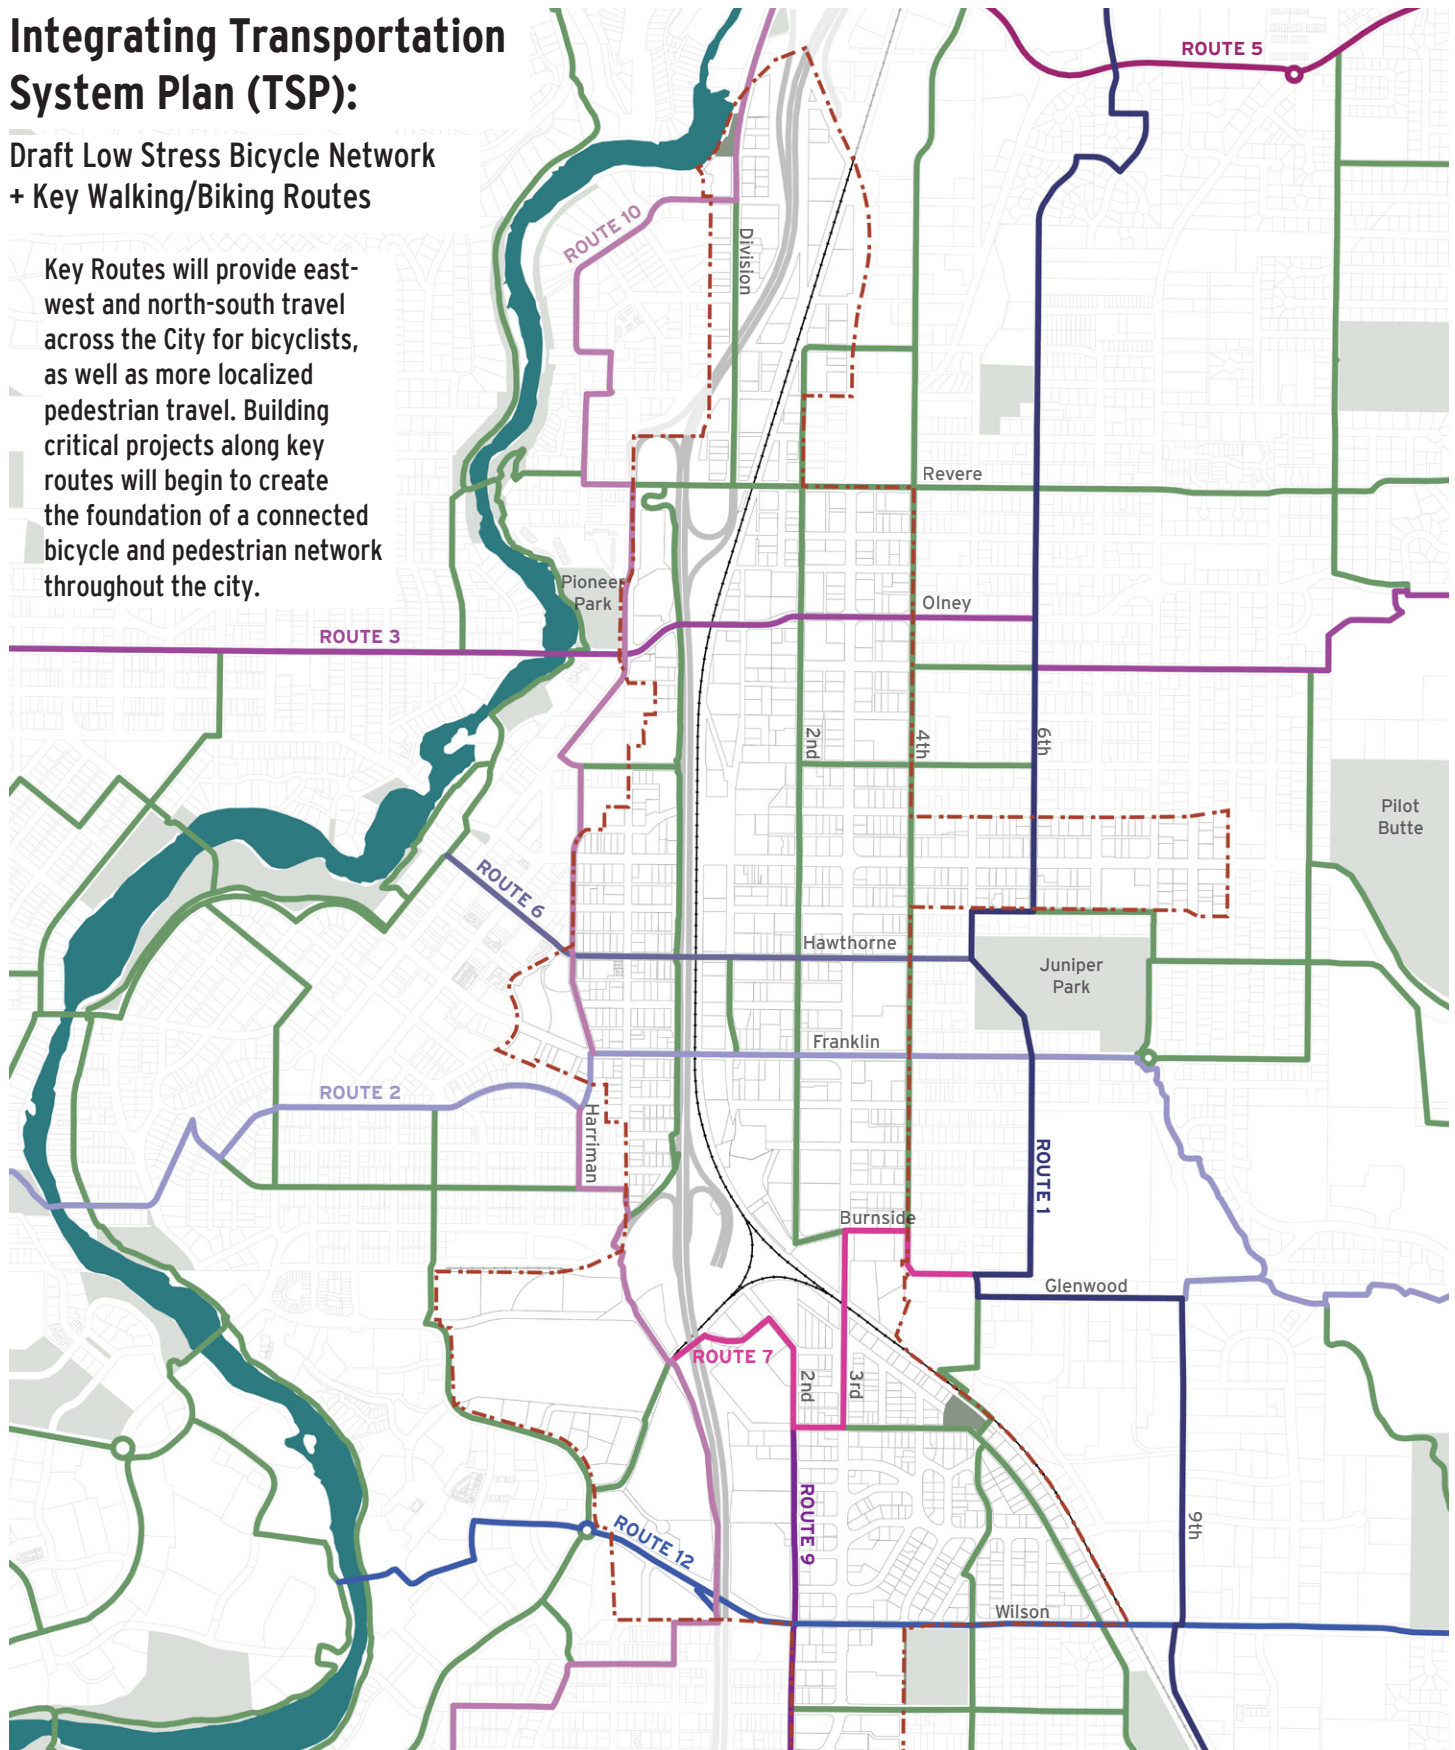 Integrating Transportation
System Plan (TSP):
Draft Low Stress Bicycle Network
+ Key Walking/Biking Routes
Key Routes will provide east-
west and north-south travel
across the City for bicyclists,
as well as more localized
pedestrian travel. Building
critical projects along key
routes will begin to create
the foundation of a connected
bicycle and pedestrian network
throughout the city.
ROUTE 5
ROUTE 10
Division
Revere
Pioneer
Park
Olney
ROUTE 3
2nd
4th
6th
Pilot
Butte
ROUTE 6
Hawthorne
Juniper
Park
Franklin
ROUTE 2
Harriman
ROUTE 1
Burnside
Glenwood
ROUTE 7
2nd
3rd
ROUTE 9
9th
ROUTE 12
Wilson